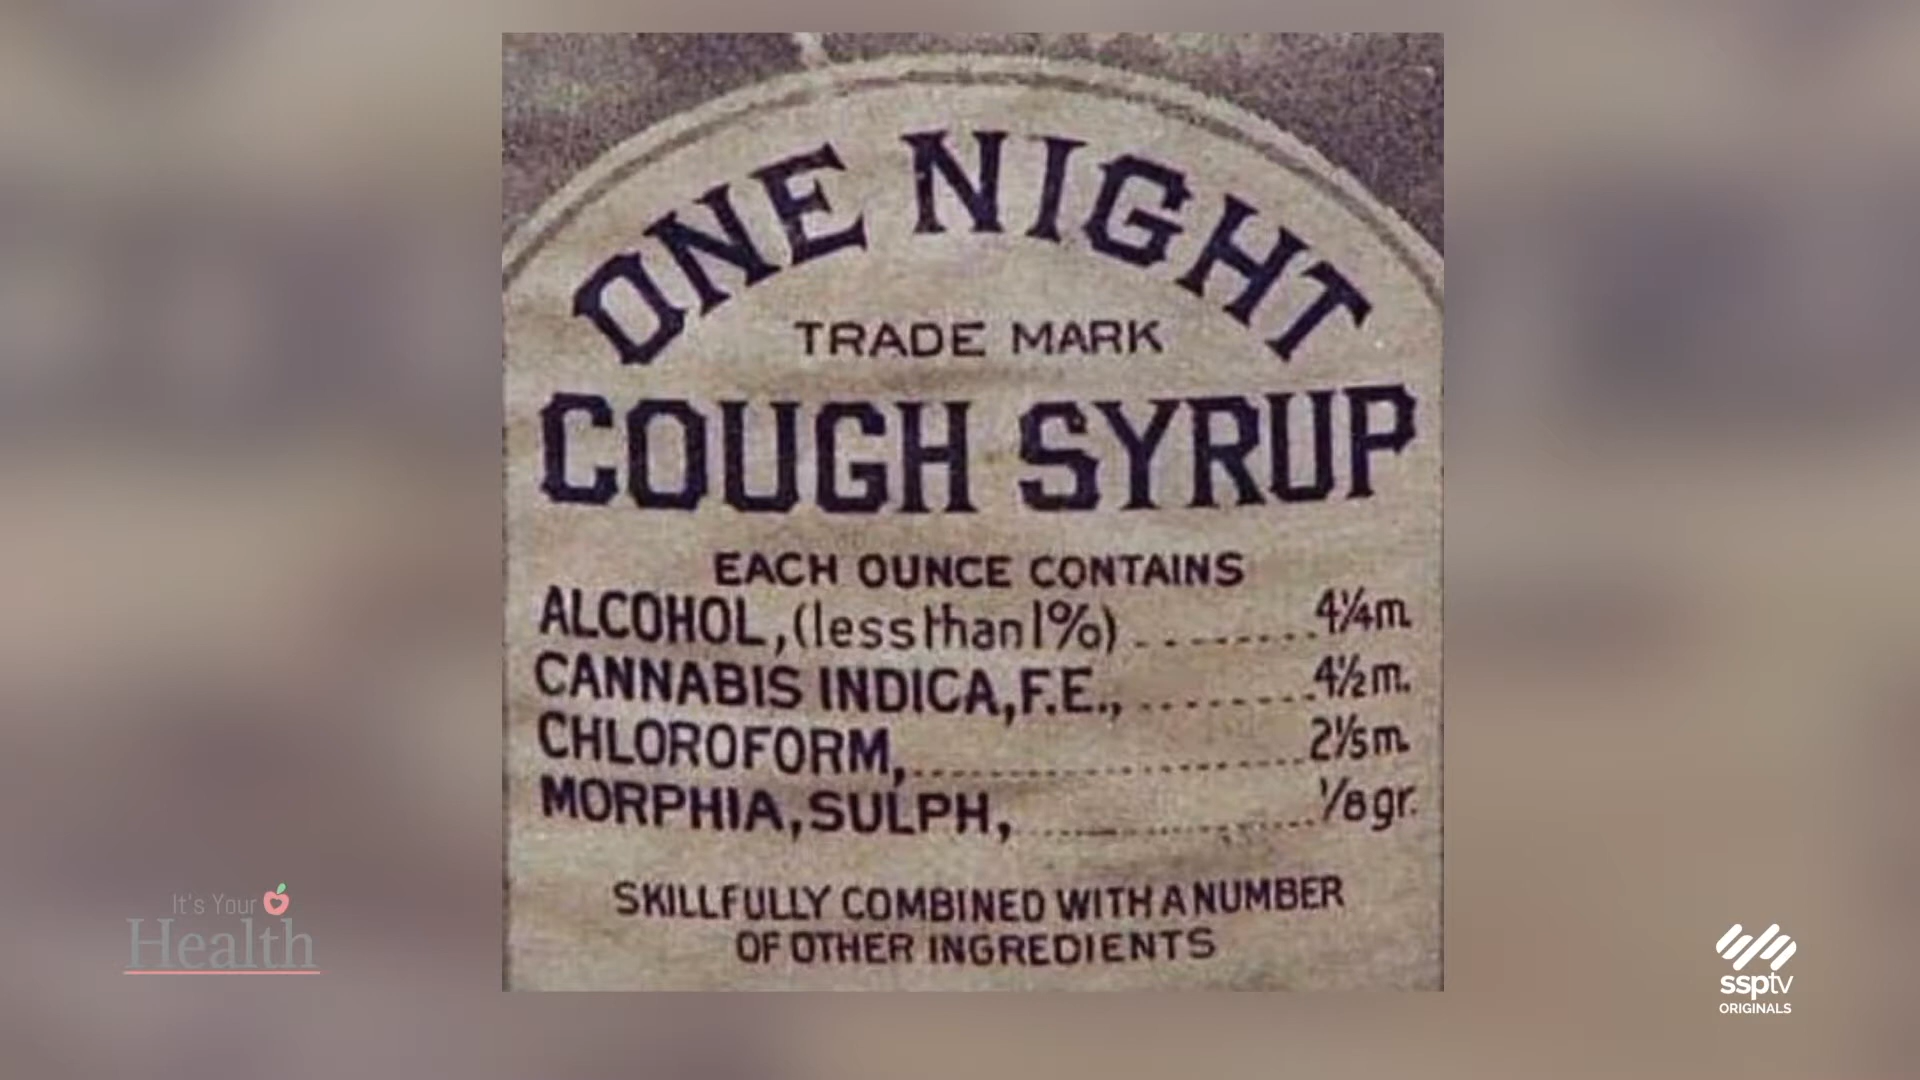 ONE NIGHT
TRADE MARK
COUGH SYRUP
EACH OUNCE CONTAINS
ALCOHOL, (less than 1%) 4¼m.
CANNABIS INDICA, F.E., 4½m.
CHLOROFORM, 2⅕m.
MORPHIA, SULPH, ⅛gr.
SKILLFULLY COMBINED WITH A NUMBER
OF OTHER INGREDIENTS
It's Your
Health
ssptv
ORIGINALS